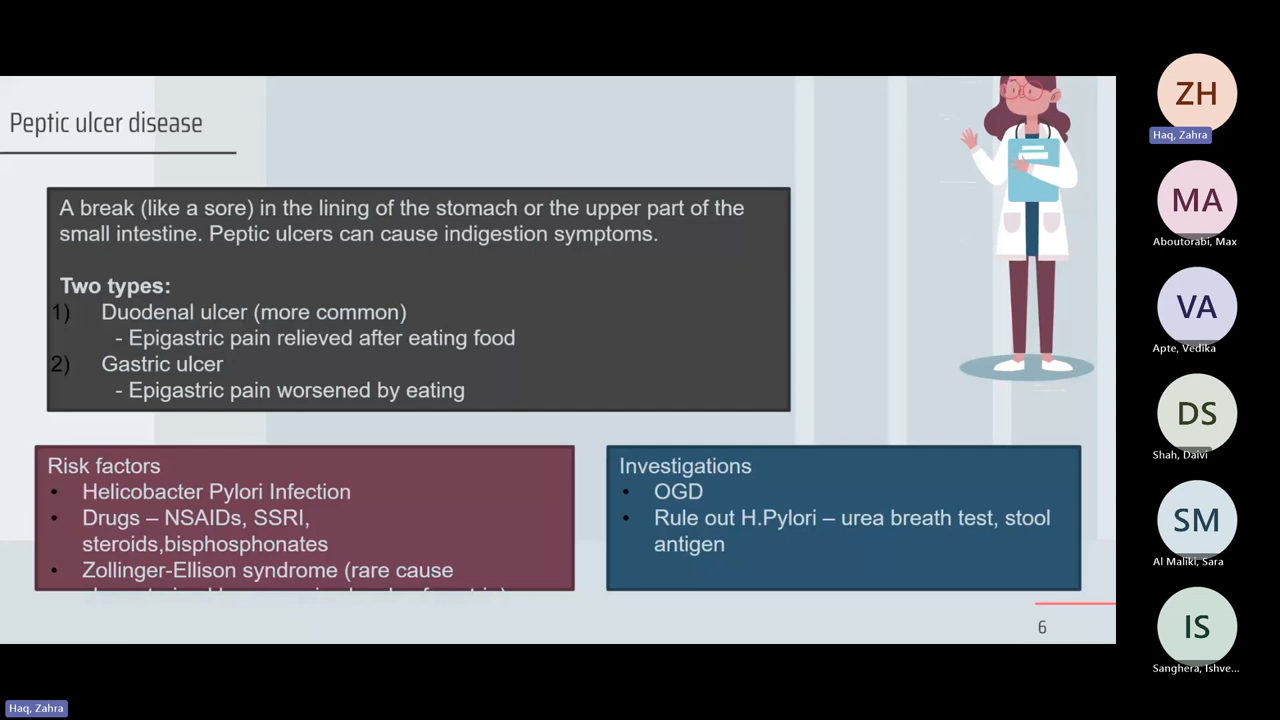 Peptic ulcer disease
A break (like a sore) in the lining of the stomach or the upper part of the
small intestine. Peptic ulcers can cause indigestion symptoms.
Two types:
1) Duodenal ulcer (more common)
- Epigastric pain relieved after eating food
2) Gastric ulcer
- Epigastric pain worsened by eating
Risk factors
• Helicobacter Pylori Infection
• Drugs – NSAIDs, SSRI,
steroids,bisphosphonates
• Zollinger-Ellison syndrome (rare cause
Investigations
• OGD
• Rule out H.Pylori – urea breath test, stool
antigen
6
ZH
Haq, Zahra
MA
Aboutorabi, Max
VA
Apte, Vedika
DS
Shah, Daivi
SM
Al Maliki, Sara
IS
Sanghera, Ishve...
Haq, Zahra